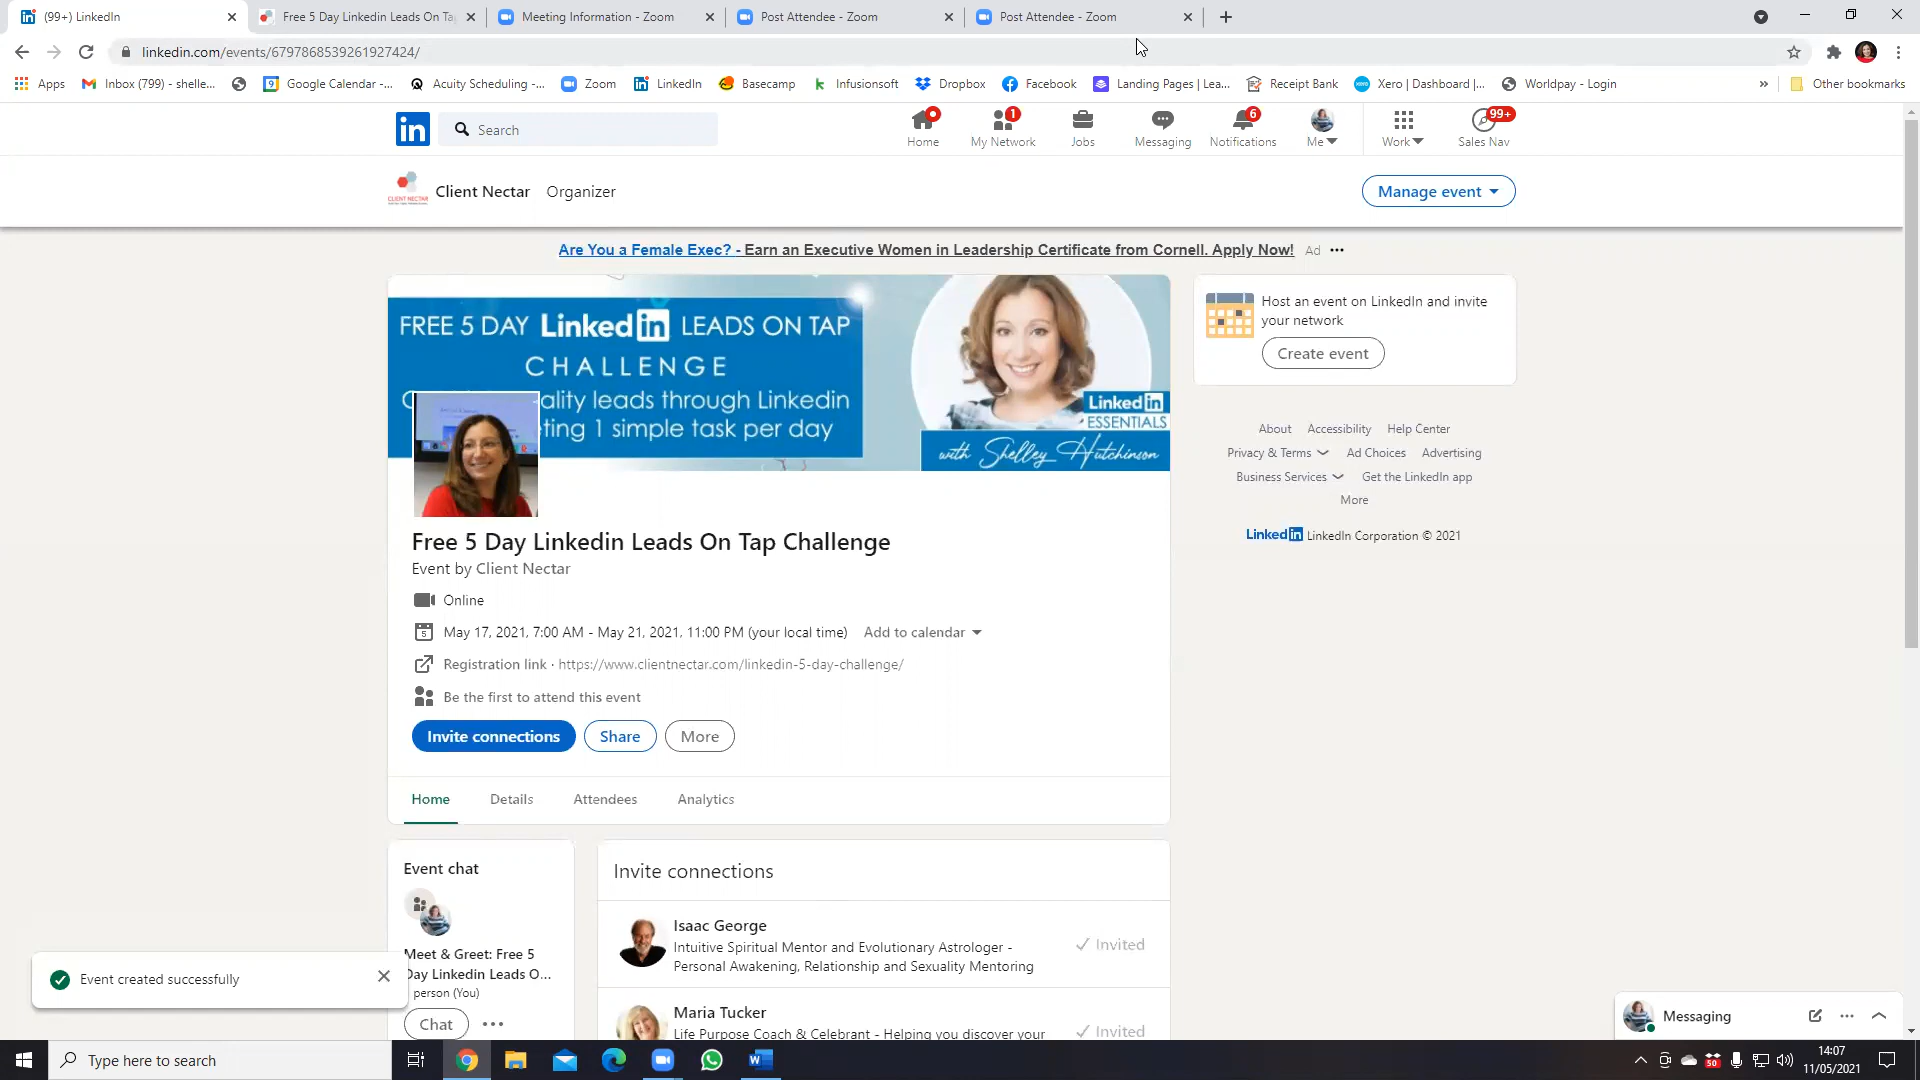 (99+) LinkedIn
Free 5 Day Linkedin Leads On Ta
Meeting Information - Zoom
Post Attendee - Zoom
Post Attendee - Zoom
linkedin.com/events/6797868539261927424/
Apps
Inbox (799) - shelle...
Google Calendar -...
Acuity Scheduling -...
Zoom
LinkedIn
Basecamp
Infusionsoft
Dropbox
Facebook
Landing Pages | Lea...
Receipt Bank
Xero | Dashboard |...
Worldpay - Login
»
Other bookmarks
in
Search
Home
1
My Network
Jobs
Messaging
6
Notifications
Me
Work
99+
Sales Nav
CLIENT NECTAR
Client Nectar Organizer
Manage event
Are You a Female Exec? - Earn an Executive Women in Leadership Certificate from Cornell. Apply Now! Ad
FREE 5 DAY Linkedin LEADS ON TAP
CHALLENGE
ality leads through Linkedin
ting 1 simple task per day
Linkedin
ESSENTIALS
with Shelley Hutchinson
Free 5 Day Linkedin Leads On Tap Challenge
Event by Client Nectar
Online
May 17, 2021, 7:00 AM - May 21, 2021, 11:00 PM (your local time) Add to calendar
Registration link · https://www.clientnectar.com/linkedin-5-day-challenge/
Be the first to attend this event
Invite connections
Share
More
Home
Details
Attendees
Analytics
Host an event on LinkedIn and invite
your network
Create event
About Accessibility Help Center
Privacy & Terms Ad Choices Advertising
Business Services Get the LinkedIn app
More
Linkedin LinkedIn Corporation © 2021
Event chat
Meet & Greet: Free 5
Day Linkedin Leads O...
person (You)
Chat
Invite connections
Isaac George
Intuitive Spiritual Mentor and Evolutionary Astrologer -
Personal Awakening, Relationship and Sexuality Mentoring
Invited
Maria Tucker
Life Purpose Coach & Celebrant - Helping you discover your
Invited
Event created successfully
Messaging
Type here to search
50
14:07
11/05/2021